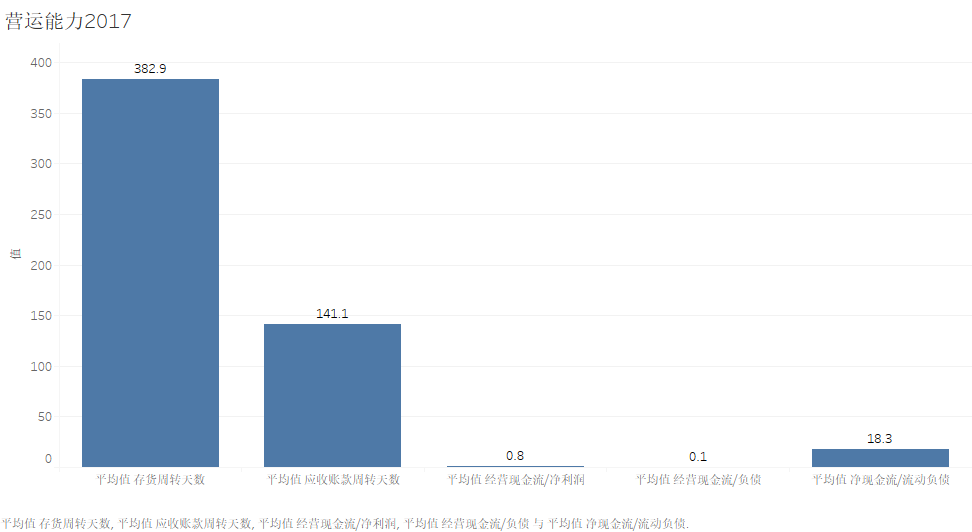 营运能力2017
400
350
300
250
200
150
100
50
0
值
382.9
141.1
0.8
0.1
18.3
平均值 存货周转天数
平均值 应收账款周转天数
平均值 经营现金流/净利润
平均值 经营现金流/负债
平均值 净现金流/流动负债
平均值 存货周转天数, 平均值 应收账款周转天数, 平均值 经营现金流/净利润, 平均值 经营现金流/负债 与 平均值 净现金流/流动负债.